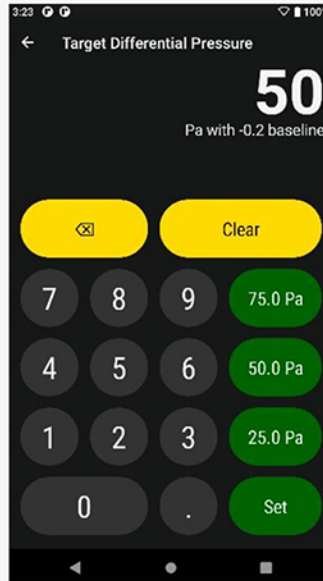 3:23 100%
Target Differential Pressure
50
Pa with -0.2 baseline
Clear
7 8 9 75.0 Pa
4 5 6 50.0 Pa
1 2 3 25.0 Pa
0 . Set